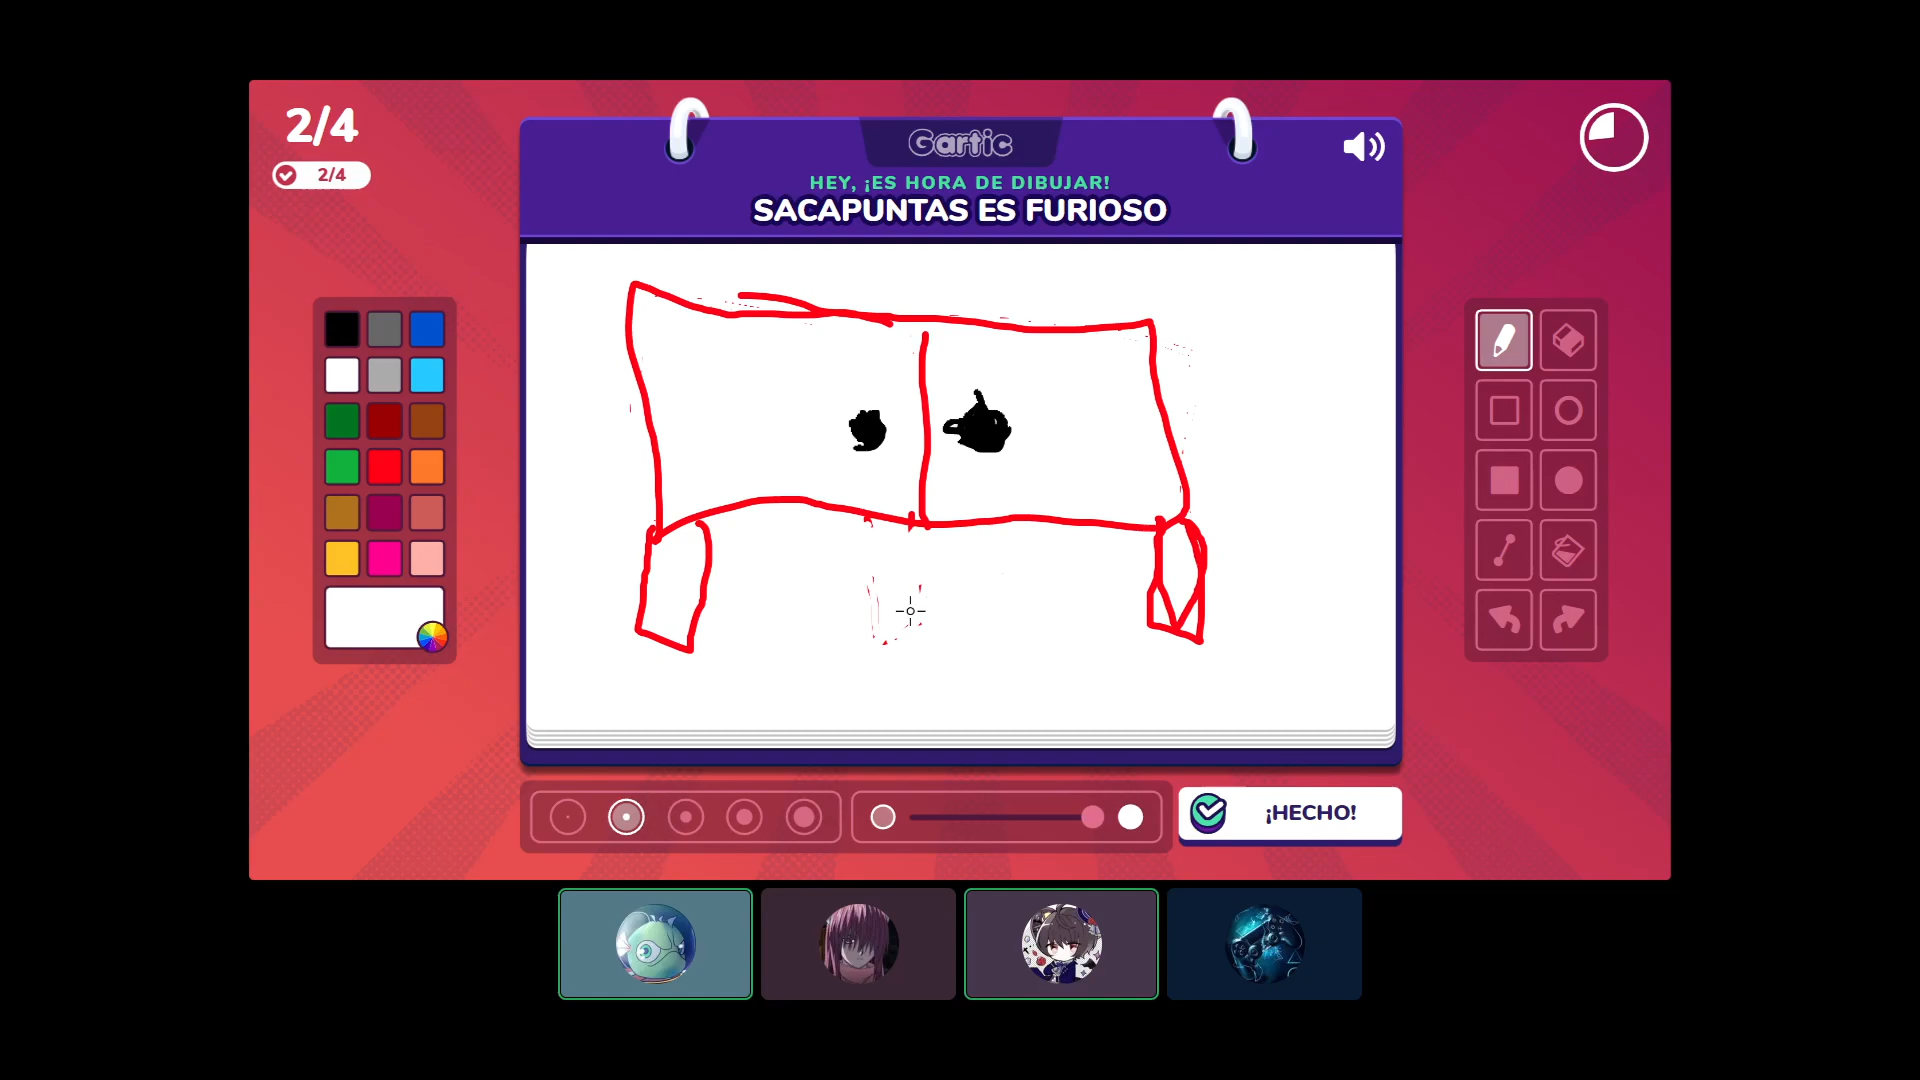 2/4
2/4
Gartic
HEY, ¡ES HORA DE DIBUJAR!
SACAPUNTAS ES FURIOSO
¡HECHO!